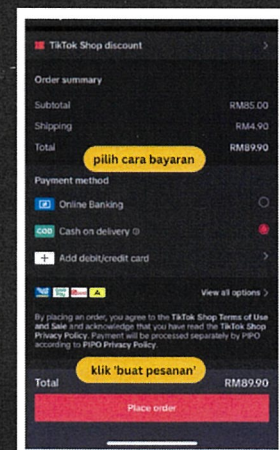 TikTok Shop discount
Order summary
Subtotal RM85.00
Shipping RM4.90
Total RM89.90
pilih cara bayaran
Payment method
Online Banking
COD Cash on delivery
Add debit/credit card
View all options
By placing an order, you agree to the TikTok Shop Terms of Use
and Sale and acknowledge that you have read the TikTok Shop
Privacy Policy. Payment will be processed separately by PIPO
according to PIPO Privacy Policy.
klik 'buat pesanan'
Total RM89.90
Place order